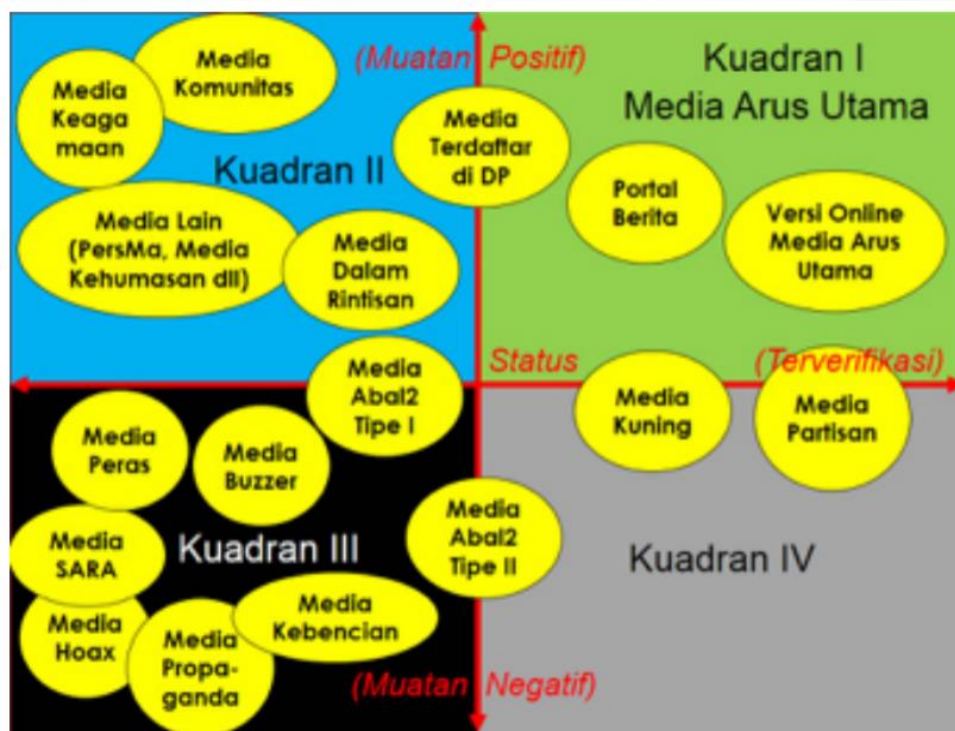 (Muatan Positif)
Kuadran I
Media Arus Utama
Media
Komunitas
Media
Keaga
maan
Kuadran II
Media
Terdaftar
di DP
Portal
Berita
Versi Online
Media Arus
Utama
Media Lain
(PersMa, Media
Kehumasan dll)
Media
Dalam
Rintisan
Status
(Terverifikasi)
Media
Abal2
Tipe I
Media
Kuning
Media
Partisan
Media
Peras
Media
Buzzer
Kuadran III
Media
SARA
Media
Abal2
Tipe II
Kuadran IV
Media
Hoax
Media
Propa-
ganda
Media
Kebencian
(Muatan Negatif)